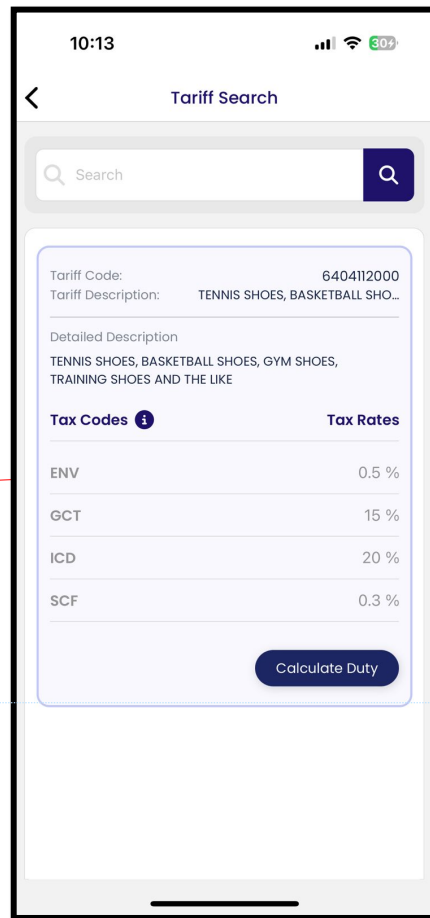 10:13
30
Tariff Search
Search
Tariff Code: 6404112000
Tariff Description: TENNIS SHOES, BASKETBALL SHO...
Detailed Description
TENNIS SHOES, BASKETBALL SHOES, GYM SHOES,
TRAINING SHOES AND THE LIKE
Tax Codes i Tax Rates
ENV 0.5 %
GCT 15 %
ICD 20 %
SCF 0.3 %
Calculate Duty